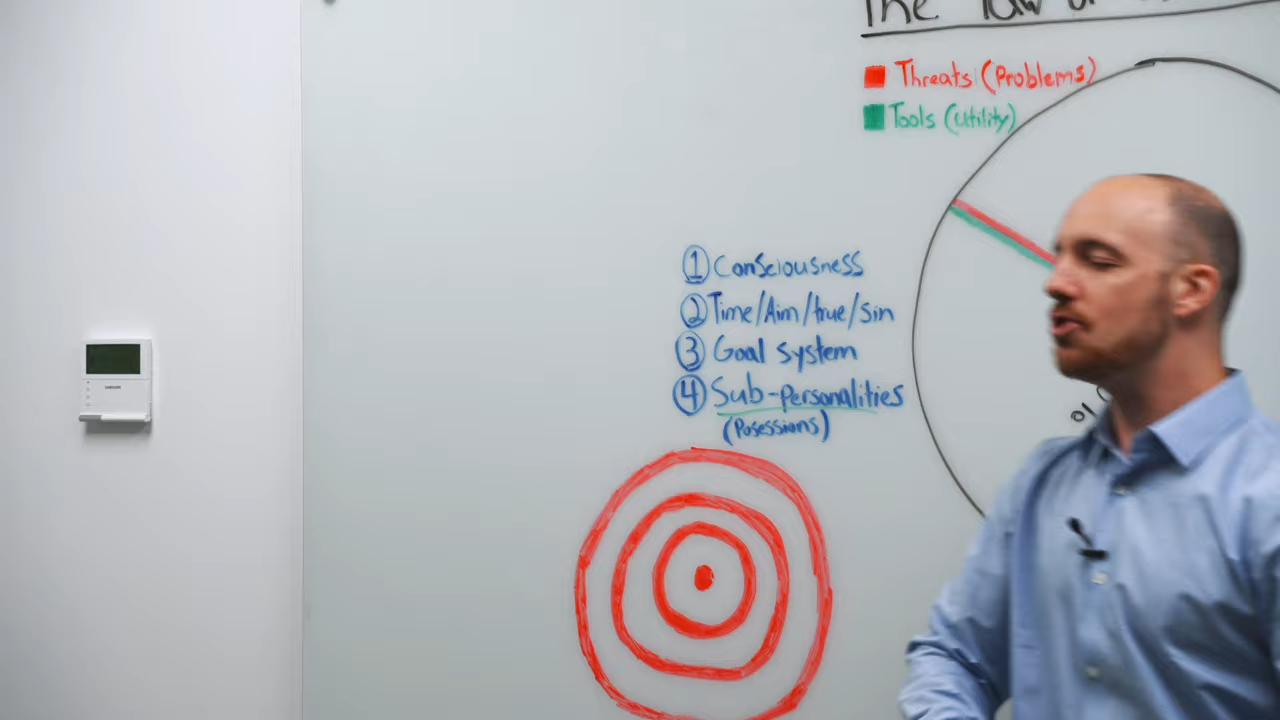 The law of
Threats (Problems)
Tools (Utility)
① Consciousness
② Time/Aim/true/sin
③ Goal system
④ Sub-personalities
(Posessions)
SAMSUNG